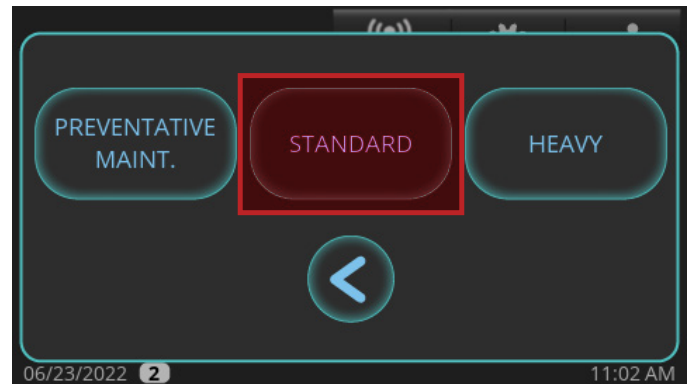 PREVENTATIVE
MAINT.
STANDARD
HEAVY
06/23/2022 2
11:02 AM